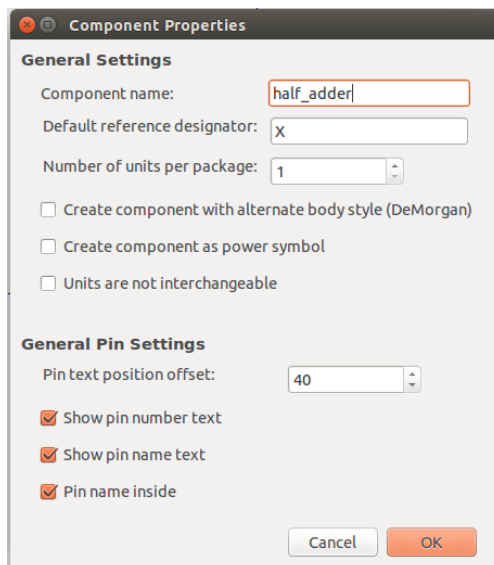 Component Properties
General Settings
Component name: half_adder
Default reference designator: X
Number of units per package: 1
Create component with alternate body style (DeMorgan)
Create component as power symbol
Units are not interchangeable
General Pin Settings
Pin text position offset: 40
Show pin number text
Show pin name text
Pin name inside
Cancel OK